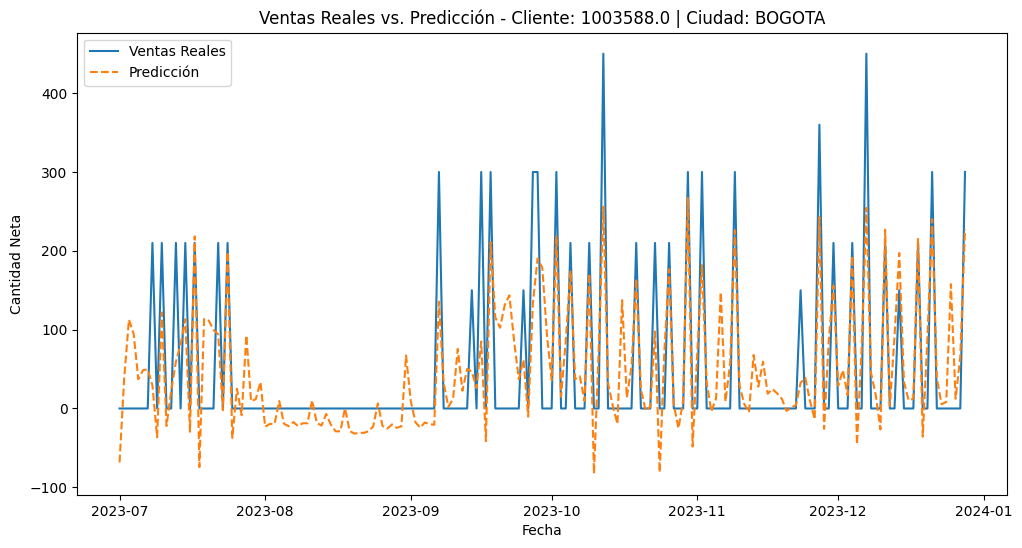 Ventas Reales vs. Predicción - Cliente: 1003588.0 | Ciudad: BOGOTA
Ventas Reales
Predicción
Cantidad Neta
400
300
200
100
0
−100
2023-07
2023-08
2023-09
2023-10
2023-11
2023-12
2024-01
Fecha